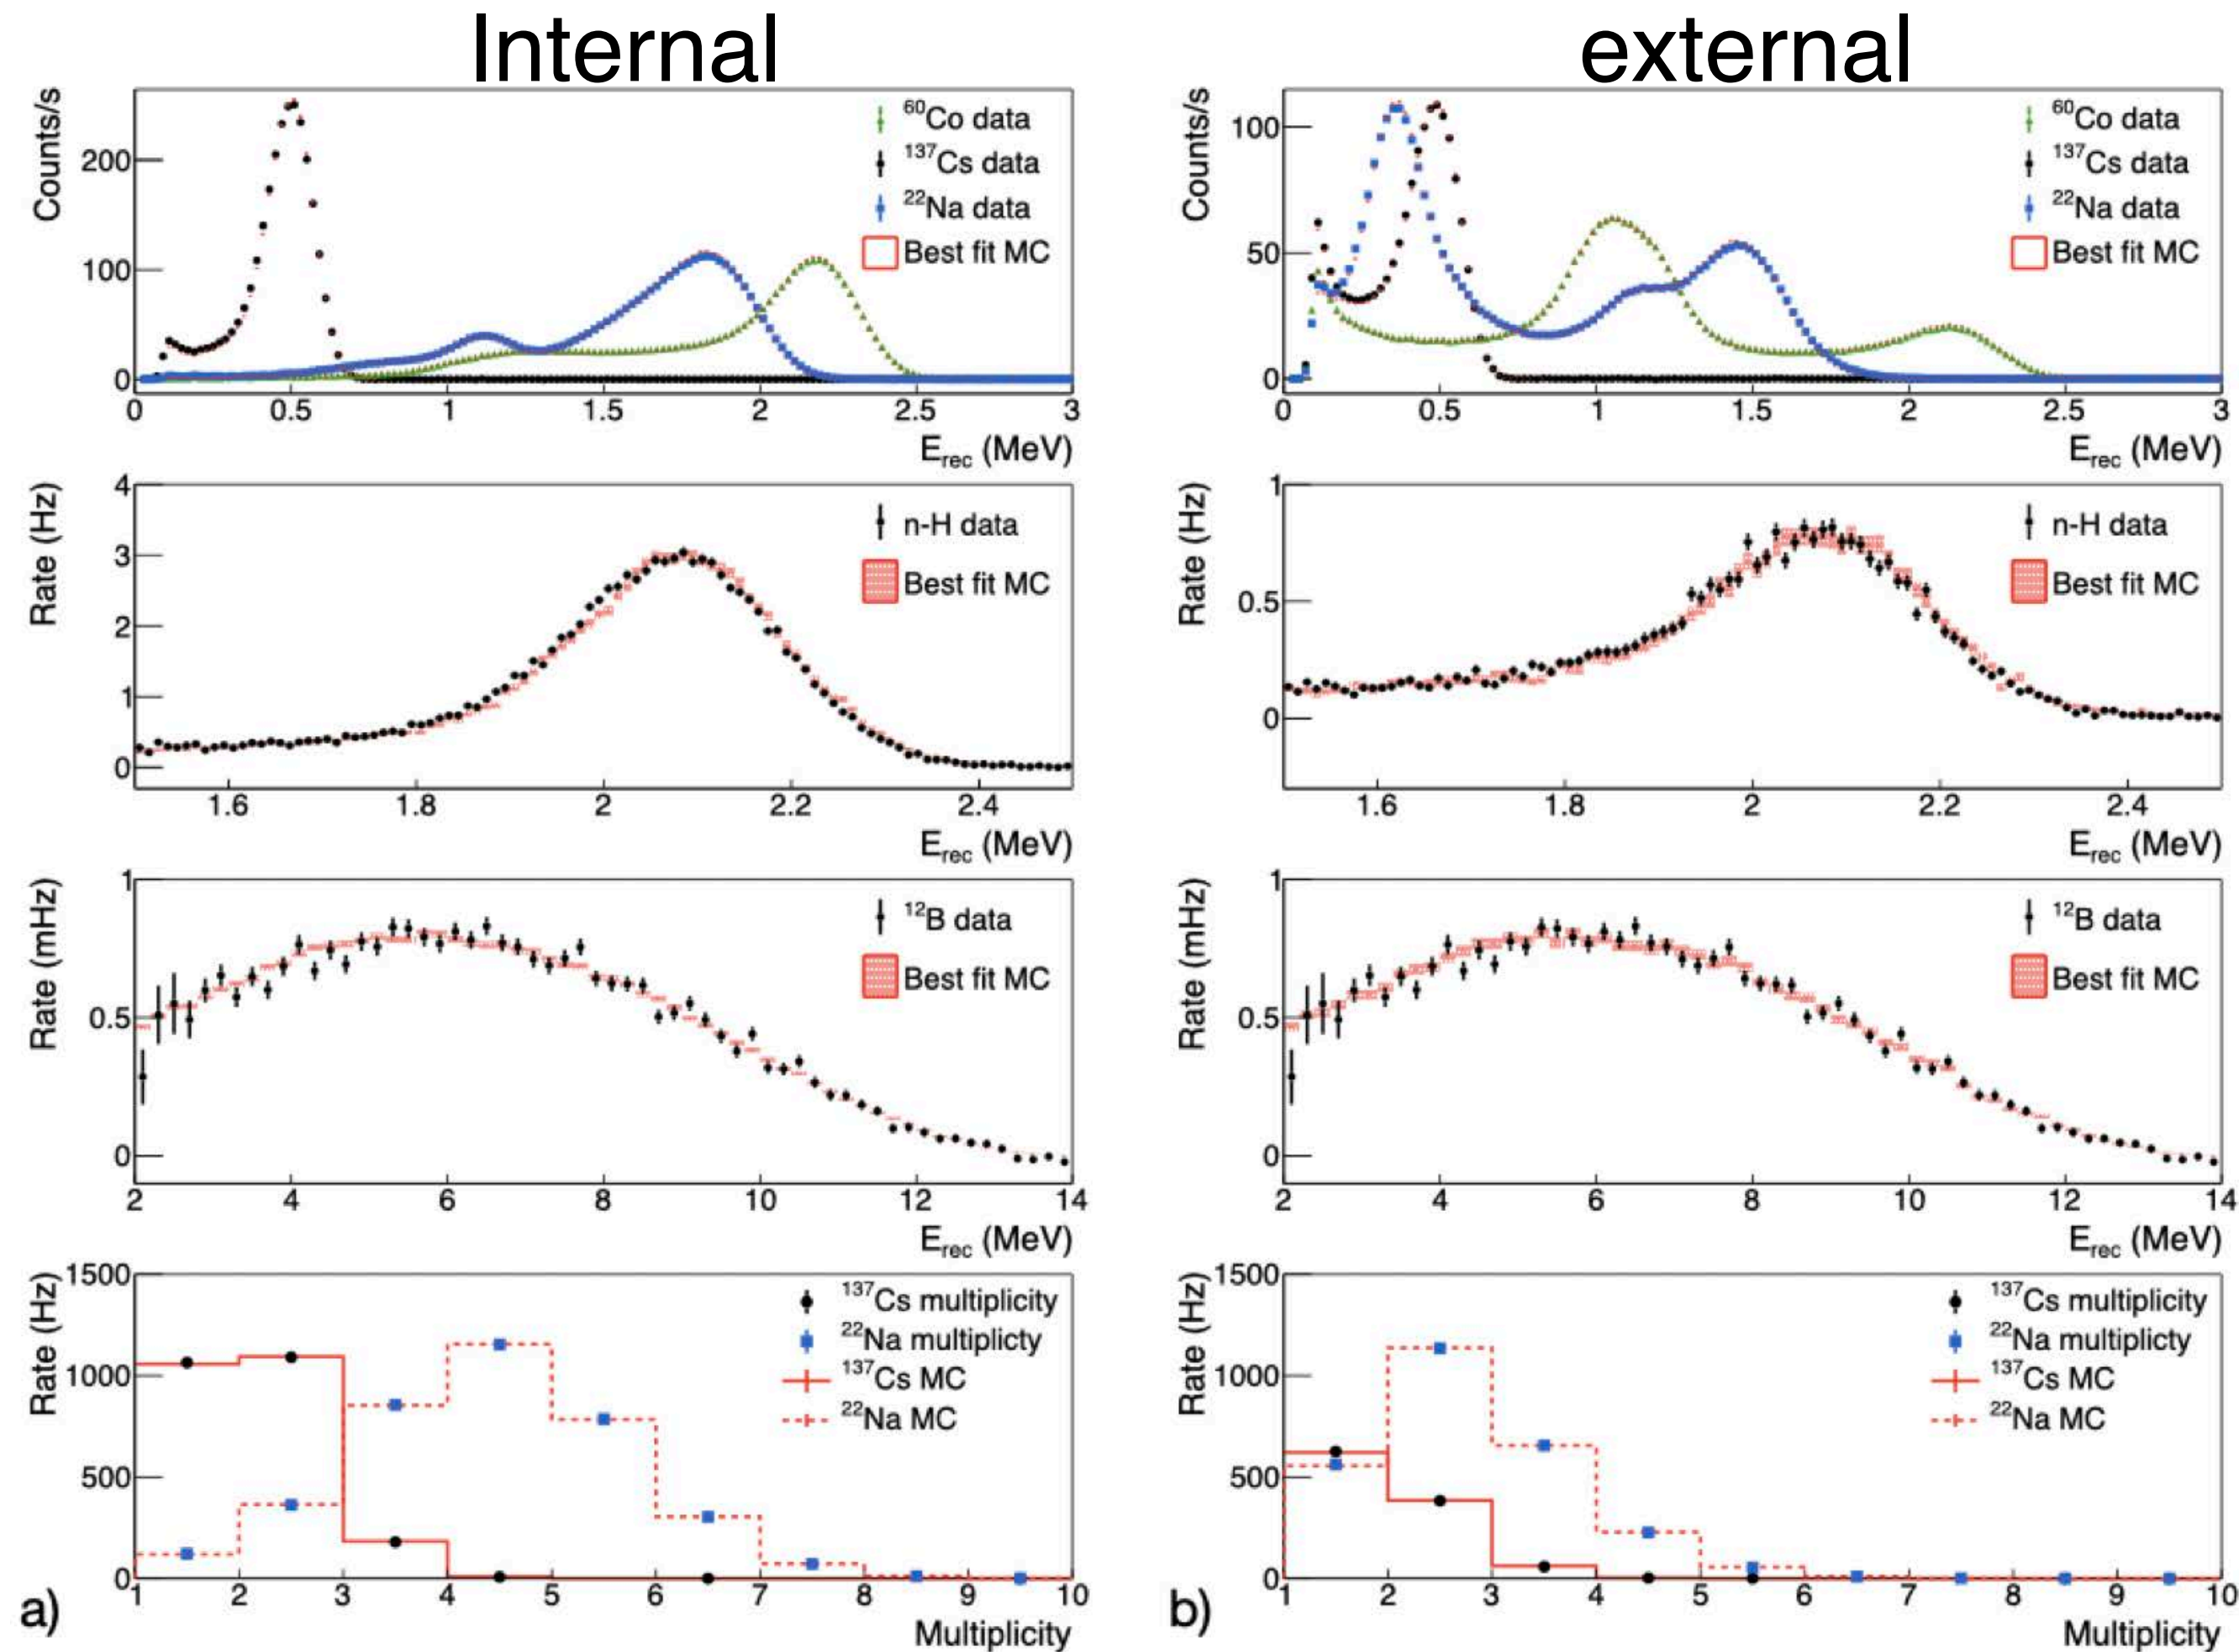 Internal
Counts/s
200
100
0
60Co data
137Cs data
22Na data
Best fit MC
0 0.5 1 1.5 2 2.5 3
Erec (MeV)
Rate (Hz)
4
3
2
1
0
n-H data
Best fit MC
1.6 1.8 2 2.2 2.4
Erec (MeV)
Rate (mHz)
1
0.5
0
12B data
Best fit MC
2 4 6 8 10 12 14
Erec (MeV)
Rate (Hz)
1500
1000
500
0
137Cs multiplicity
22Na multiplicty
137Cs MC
22Na MC
1 2 3 4 5 6 7 8 9 10
Multiplicity
a)
external
Counts/s
100
50
0
60Co data
137Cs data
22Na data
Best fit MC
0 0.5 1 1.5 2 2.5 3
Erec (MeV)
Rate (Hz)
1
0.5
0
n-H data
Best fit MC
1.6 1.8 2 2.2 2.4
Erec (MeV)
Rate (mHz)
1
0.5
0
12B data
Best fit MC
2 4 6 8 10 12 14
Erec (MeV)
Rate (Hz)
1500
1000
500
0
137Cs multiplicity
22Na multiplicty
137Cs MC
22Na MC
1 2 3 4 5 6 7 8 9 10
Multiplicity
b)